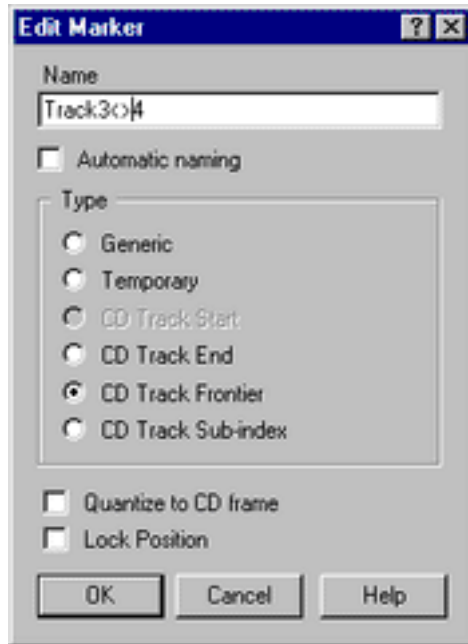 Edit Marker
Name
Track3<>4
Automatic naming
Type
Generic
Temporary
CD Track Start
CD Track End
CD Track Frontier
CD Track Sub-index
Quantize to CD frame
Lock Position
OK Cancel Help